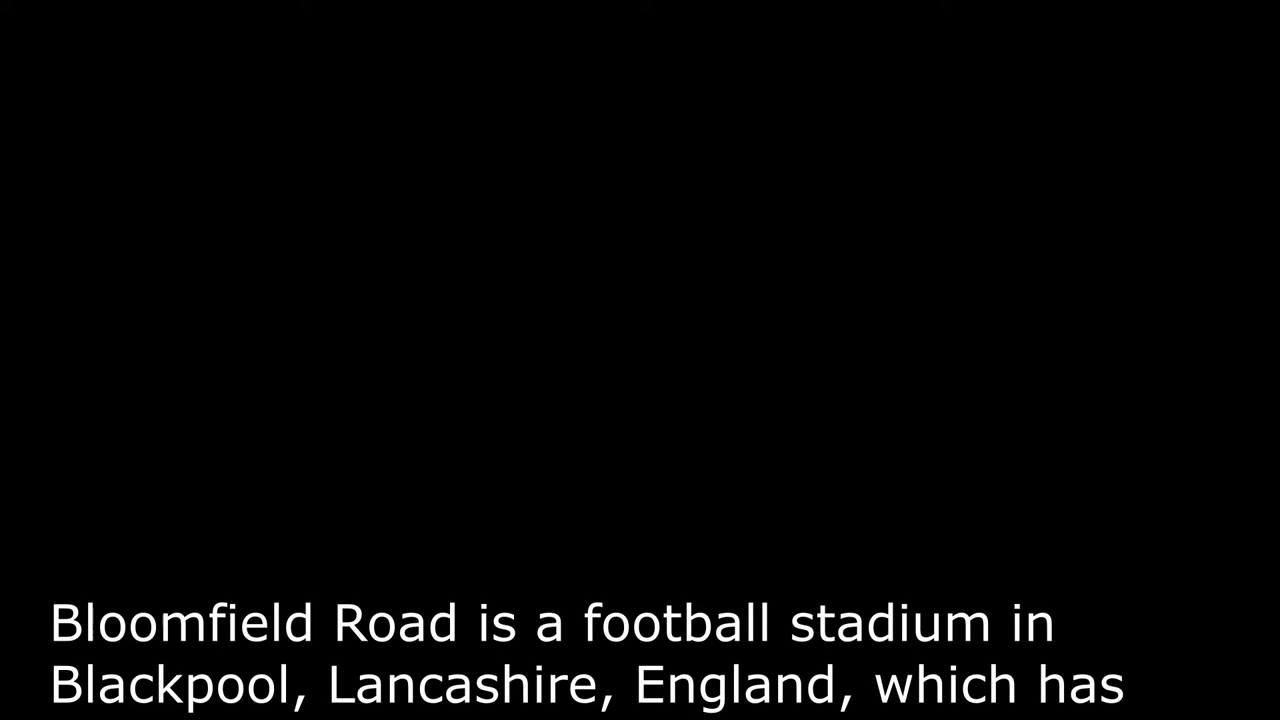 Bloomfield Road is a football stadium in
Blackpool, Lancashire, England, which has